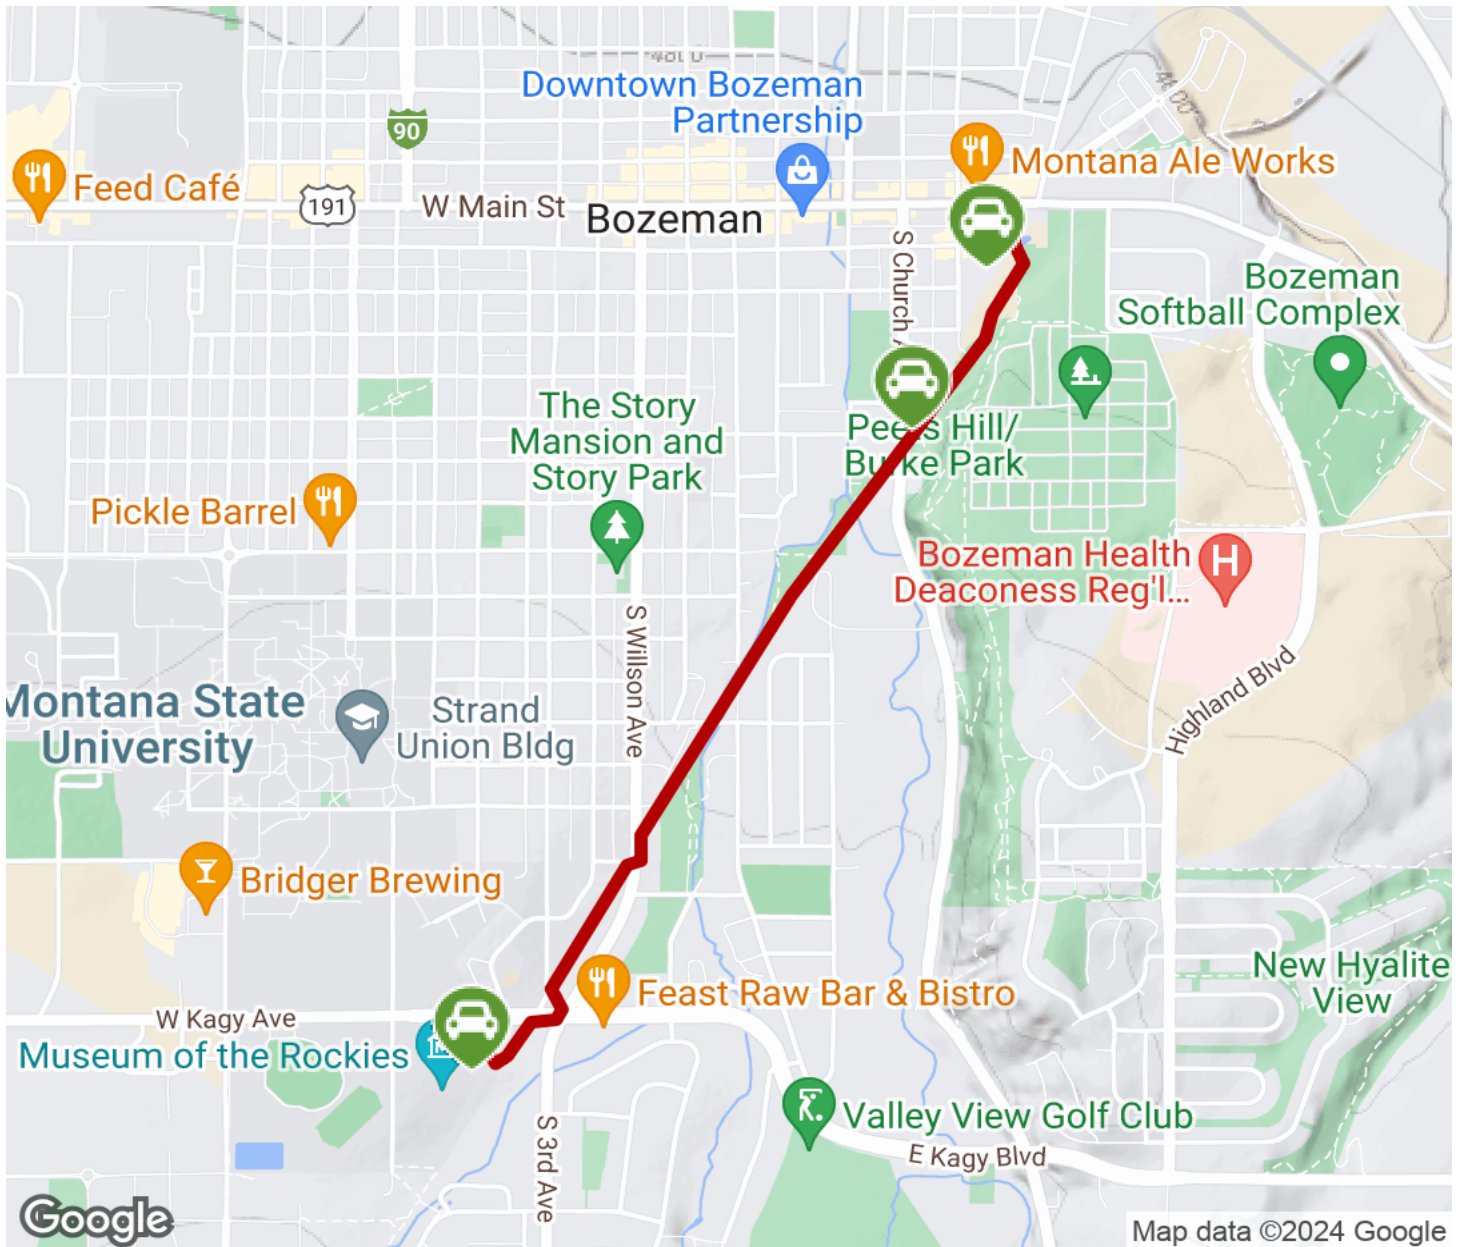 Downtown Bozeman
Partnership
90
Montana Ale Works
Feed Café
191
W Main St
Bozeman
S Church
Bozeman
Softball Complex
The Story
Mansion and
Story Park
Peets Hill/
Burke Park
Pickle Barrel
Bozeman Health
Deaconess Reg'l...
H
S Willson Ave
Highland Blvd
Montana State
University
Strand
Union Bldg
Bridger Brewing
New Hyalite
View
Feast Raw Bar & Bistro
W Kagy Ave
Museum of the Rockies
Valley View Golf Club
S 3rd Ave
E Kagy Blvd
Google
Map data ©2024 Google